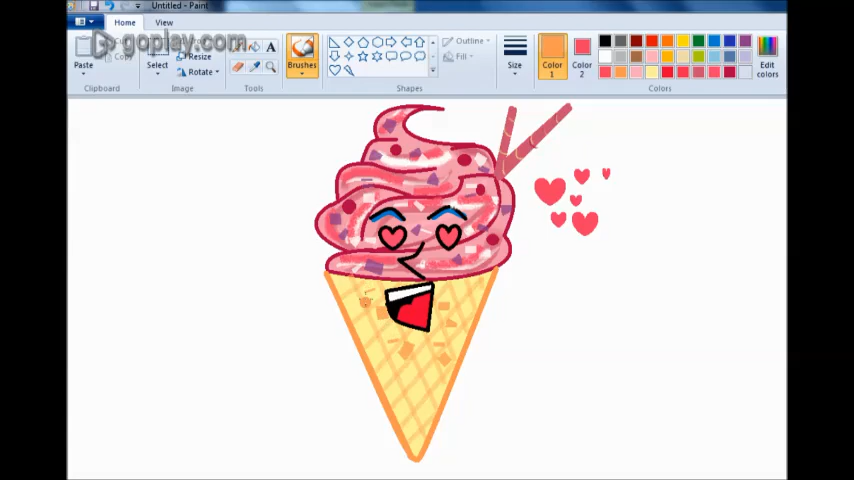 Untitled - Paint
Home View
goplay.com
Paste
Copy
Select
Resize
Rotate
A
Brushes
Outline
Fill
Size
Color 1
Color 2
Edit colors
Clipboard
Image
Tools
Shapes
Colors